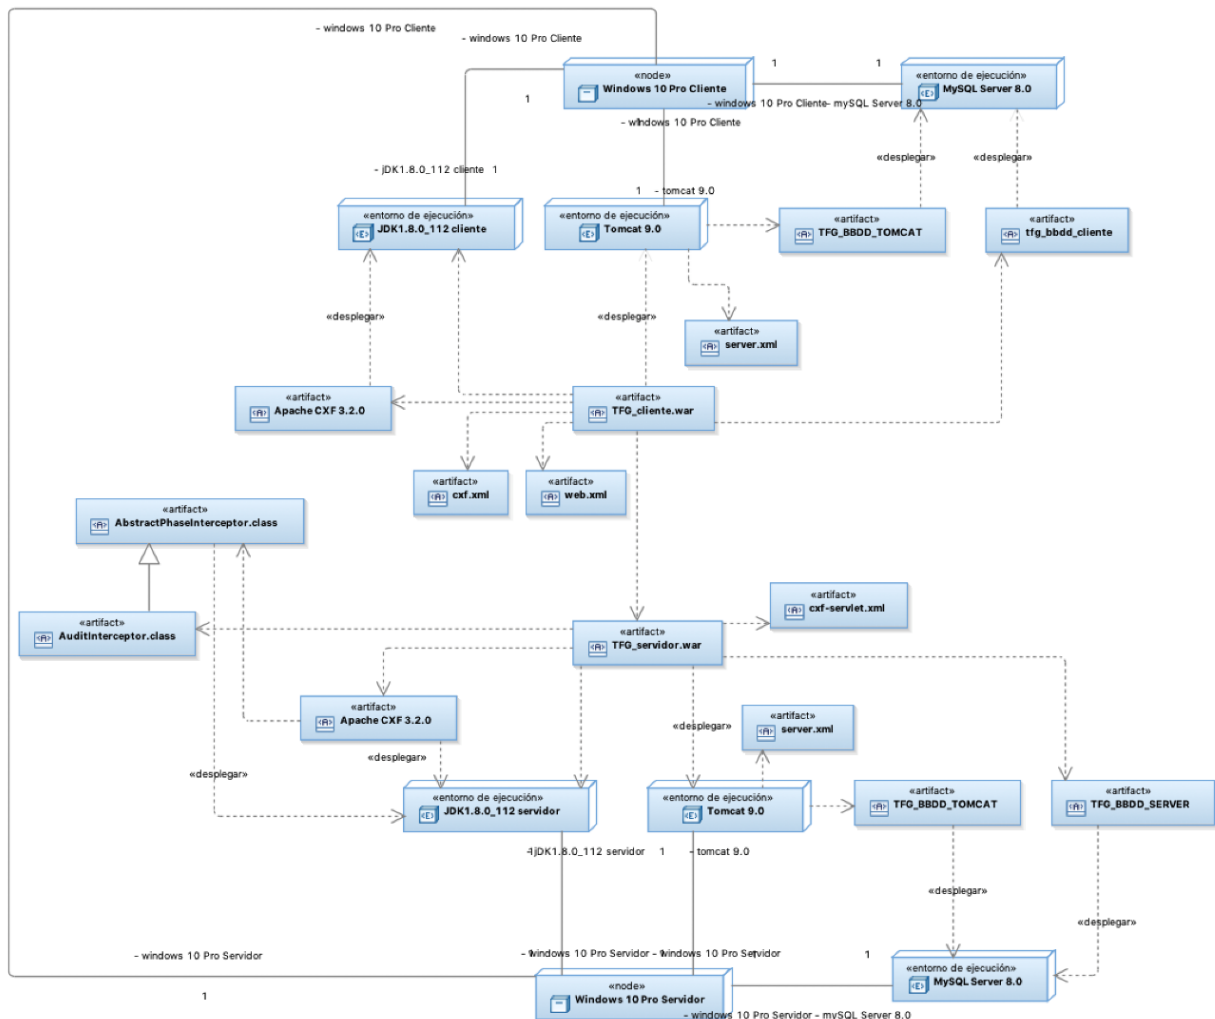 - windows 10 Pro Cliente
- windows 10 Pro Cliente
«node»
Windows 10 Pro Cliente
1
1
«entorno de ejecución»
MySQL Server 8.0
1
- windows 10 Pro Cliente- mySQL Server 8.0
- windows 10 Pro Cliente
1
«desplegar»
«desplegar»
- jDK1.8.0_112 cliente
1
1
- tomcat 9.0
«entorno de ejecución»
JDK1.8.0_112 cliente
«entorno de ejecución»
Tomcat 9.0
«artifact»
TFG_BBDD_TOMCAT
«artifact»
tfg_bbdd_cliente
«desplegar»
«desplegar»
«artifact»
server.xml
«artifact»
Apache CXF 3.2.0
«artifact»
TFG_cliente.war
«artifact»
cxf.xml
«artifact»
web.xml
«artifact»
AbstractPhaseInterceptor.class
«artifact»
cxf-servlet.xml
«artifact»
AuditInterceptor.class
«artifact»
TFG_servidor.war
«artifact»
Apache CXF 3.2.0
«desplegar»
«artifact»
server.xml
«desplegar»
«desplegar»
«entorno de ejecución»
JDK1.8.0_112 servidor
«entorno de ejecución»
Tomcat 9.0
«artifact»
TFG_BBDD_TOMCAT
«artifact»
TFG_BBDD_SERVER
1
- jDK1.8.0_112 servidor
1
- tomcat 9.0
«desplegar»
«desplegar»
- windows 10 Pro Servidor
1
- windows 10 Pro Servidor
1
- windows 10 Pro Servidor
1
1
«entorno de ejecución»
MySQL Server 8.0
1
«node»
Windows 10 Pro Servidor
- windows 10 Pro Servidor
- mySQL Server 8.0